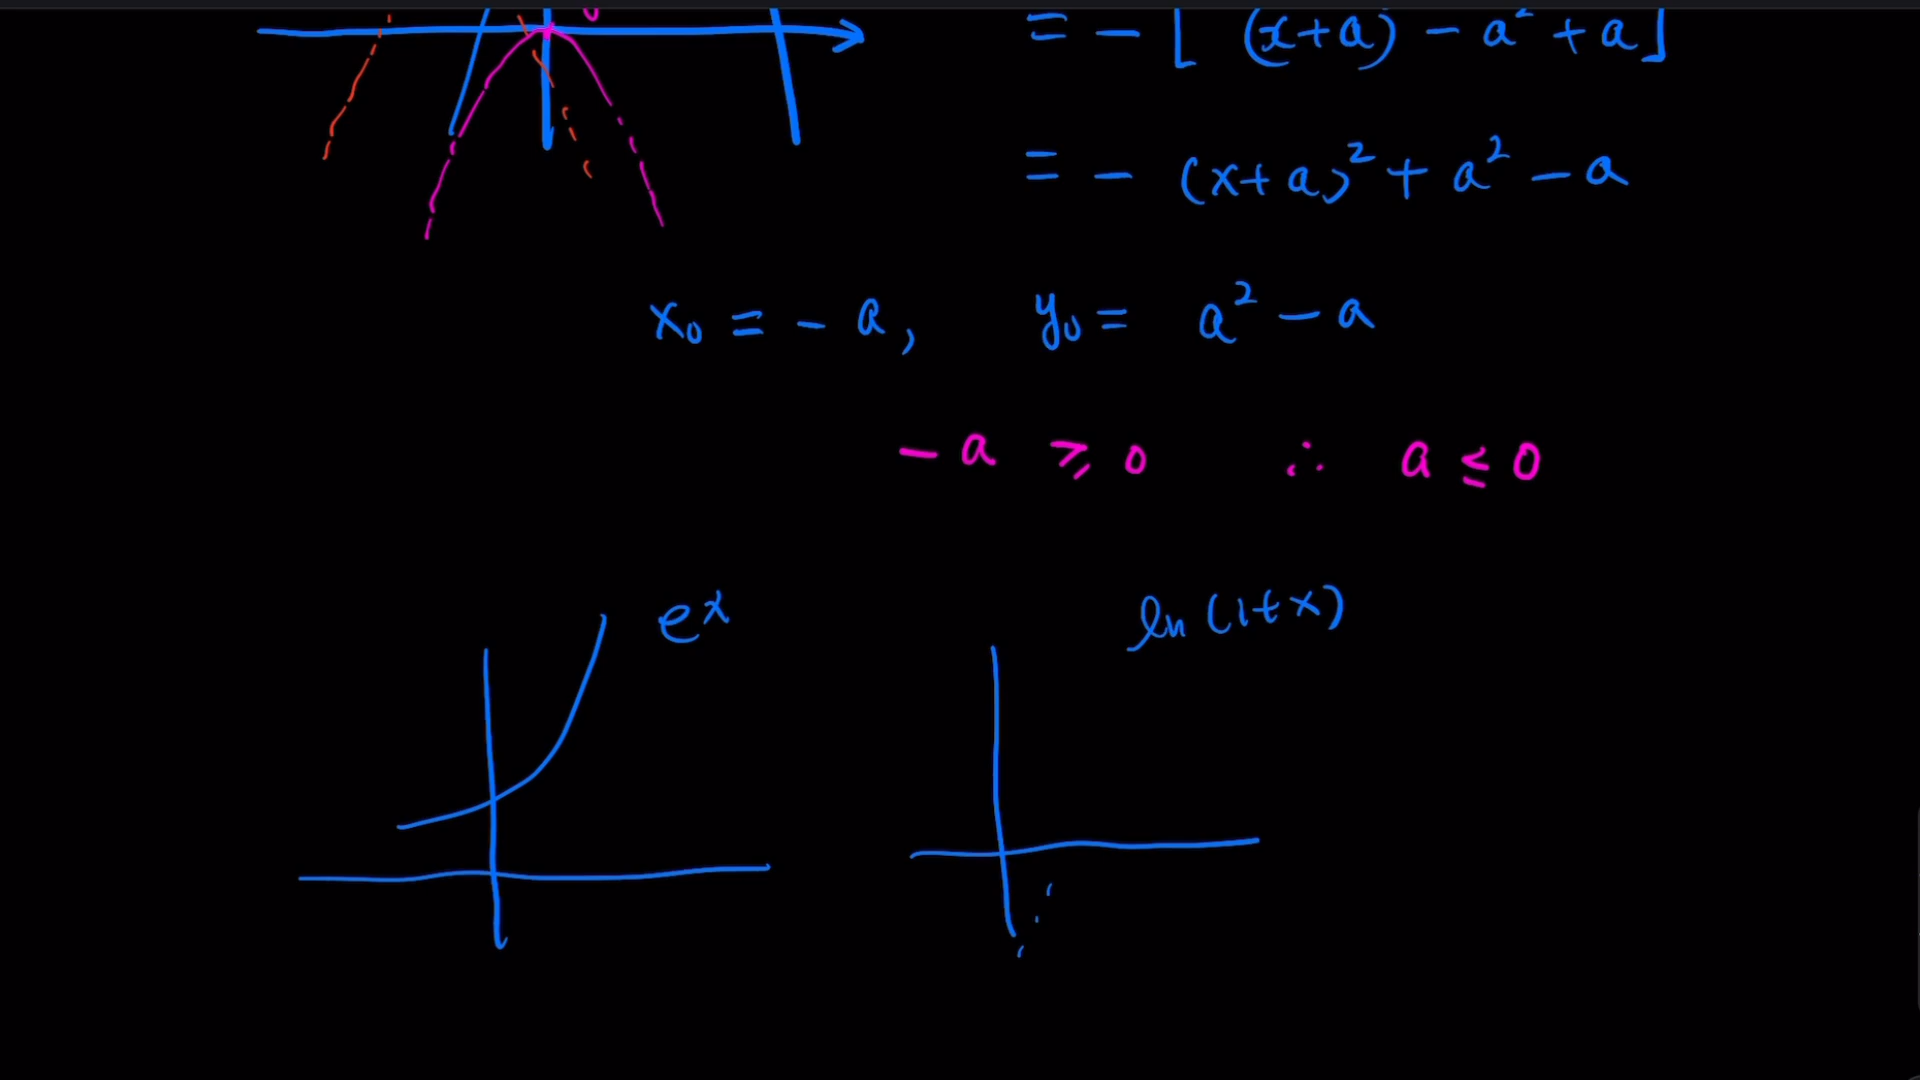 = - [ (x+a) - a² + a ]
= - (x+a)² + a² - a
x₀ = - a, y₀ = a² - a
- a ≥ 0 ∴ a ≤ 0
eˣ ln(1+x)